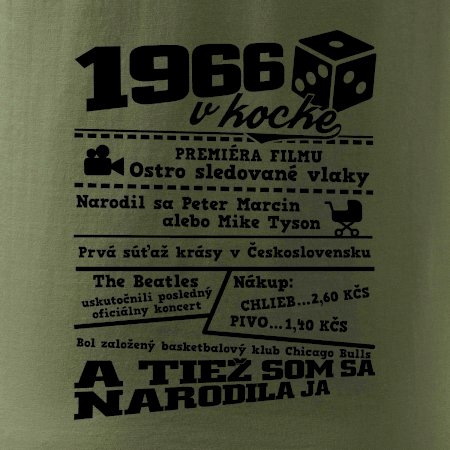 1966
v kocke
PREMIÉRA FILMU
Ostro sledované vlaky
Narodil sa Peter Marcin
alebo Mike Tyson
Prvá súťaž krásy v Československu
The Beatles
uskutočnili posledný
oficiálny koncert
Nákup:
CHLIEB...2,60 KČS
PIVO...1,40 KČS
Bol založený basketbalový klub Chicago Bulls
A TIEŽ SOM SA
NARODILA JA